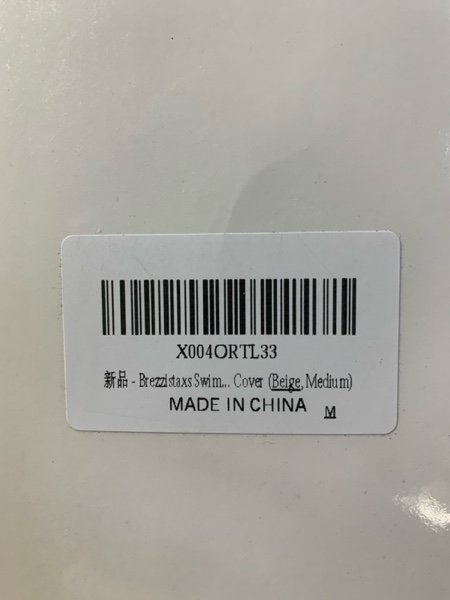 X004ORTL33
新品 - Brezzistaxs Swim... Cover (Beige, Medium)
MADE IN CHINA M